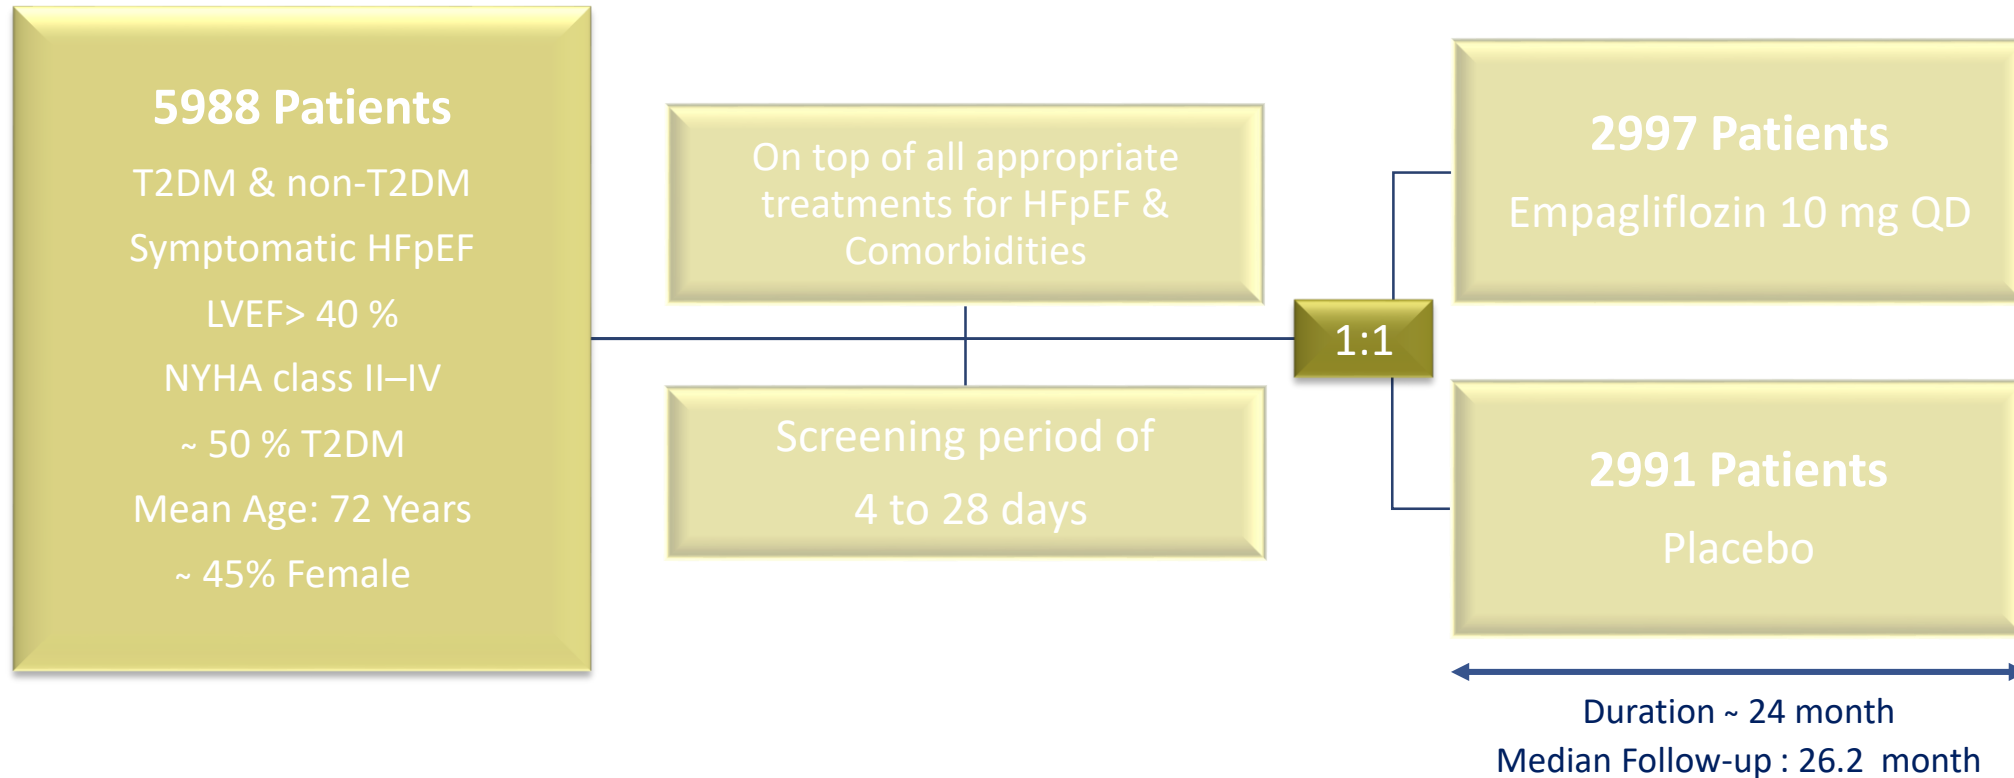 5988 Patients
T2DM & non-T2DM
Symptomatic HFpEF
LVEF> 40 %
NYHA class II–IV
~ 50 % T2DM
Mean Age: 72 Years
~ 45% Female
On top of all appropriate
treatments for HFpEF &
Comorbidities
Screening period of
4 to 28 days
1:1
2997 Patients
Empagliflozin 10 mg QD
2991 Patients
Placebo
Duration ~ 24 month
Median Follow-up : 26.2 month